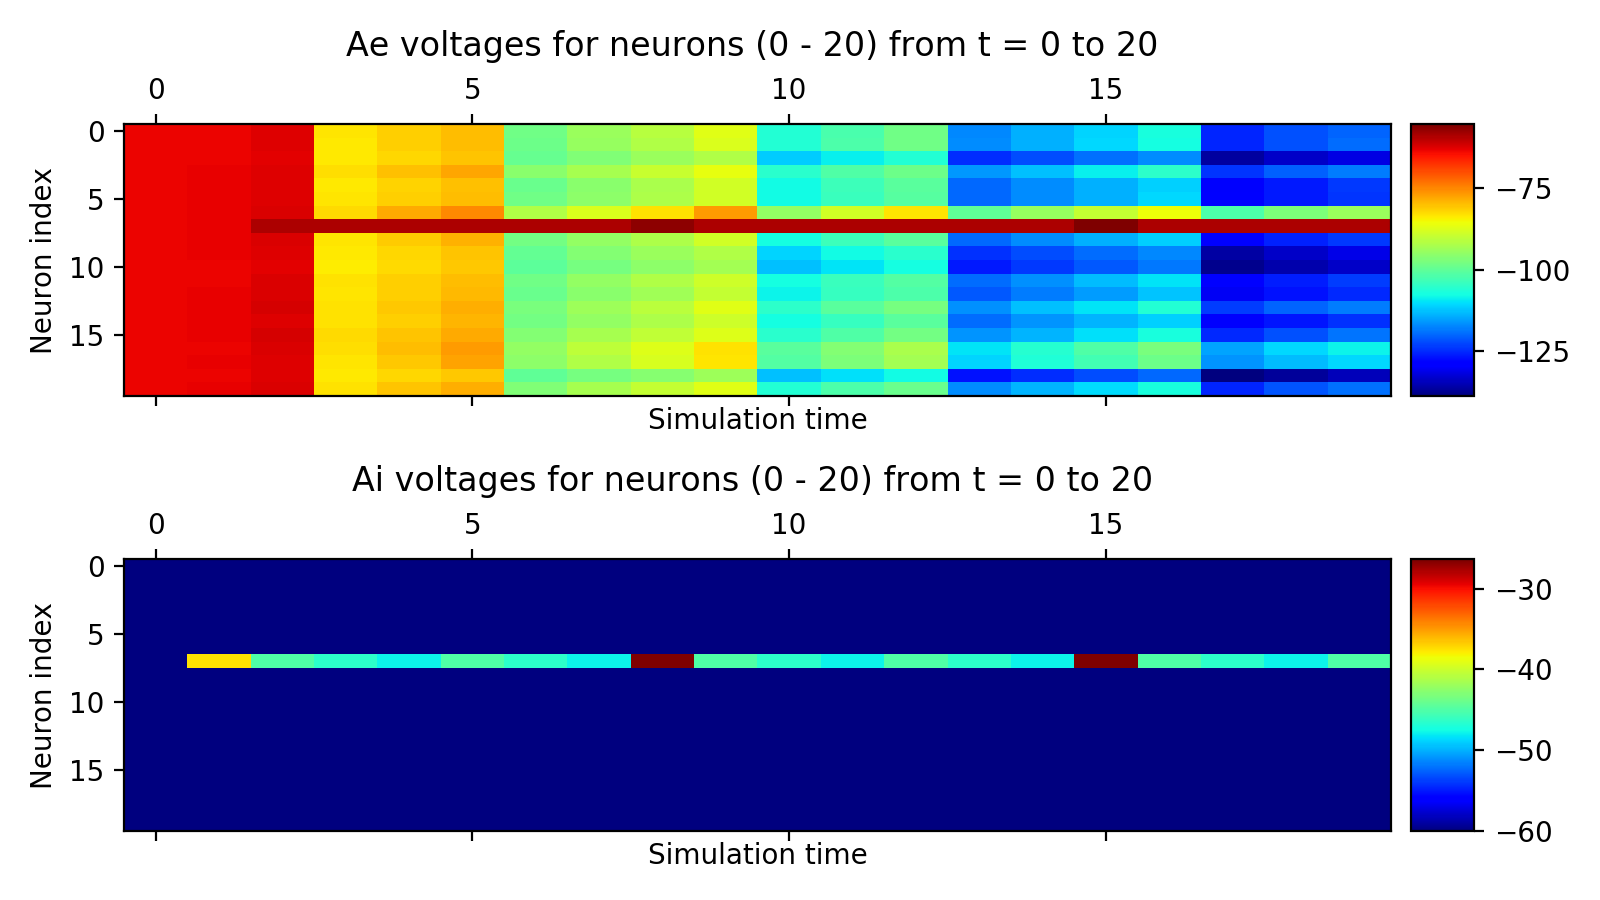 Ae voltages for neurons (0 - 20) from t = 0 to 20
0 5 10 15
Neuron index
0
5
10
15
Simulation time
−75
−100
−125
Ai voltages for neurons (0 - 20) from t = 0 to 20
0 5 10 15
Neuron index
0
5
10
15
Simulation time
−30
−40
−50
−60